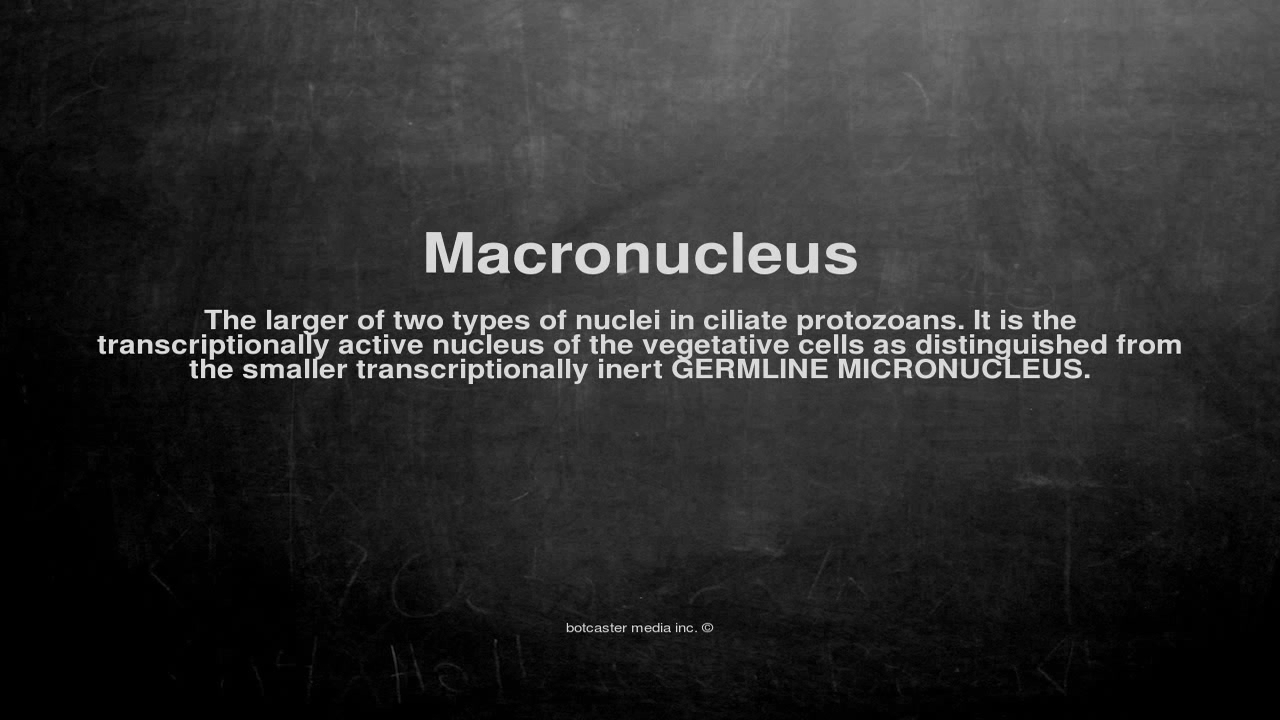 Macronucleus
The larger of two types of nuclei in ciliate protozoans. It is the
transcriptionally active nucleus of the vegetative cells as distinguished from
the smaller transcriptionally inert GERMLINE MICRONUCLEUS.
botcaster media inc. ©